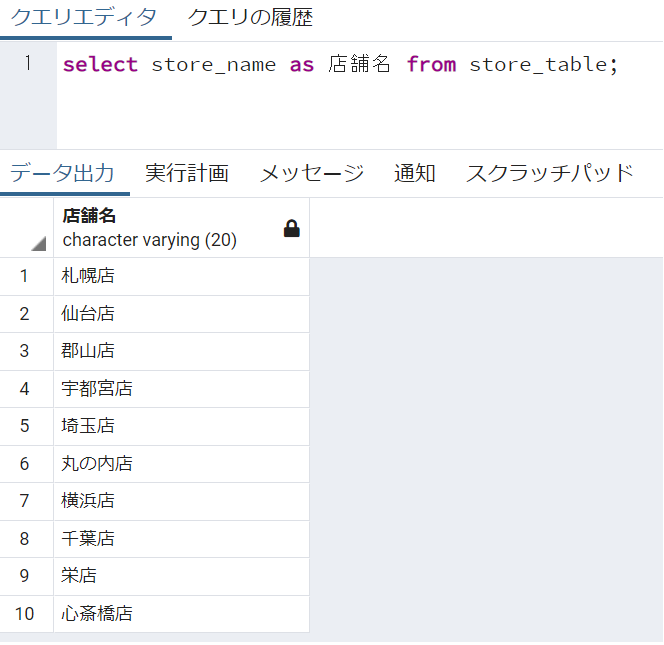 クエリエディタ クエリの履歴
1 select store_name as 店舗名 from store_table;
データ出力 実行計画 メッセージ 通知 スクラッチパッド
店舗名
character varying (20)
1 札幌店
2 仙台店
3 郡山店
4 宇都宮店
5 埼玉店
6 丸の内店
7 横浜店
8 千葉店
9 栄店
10 心斎橋店